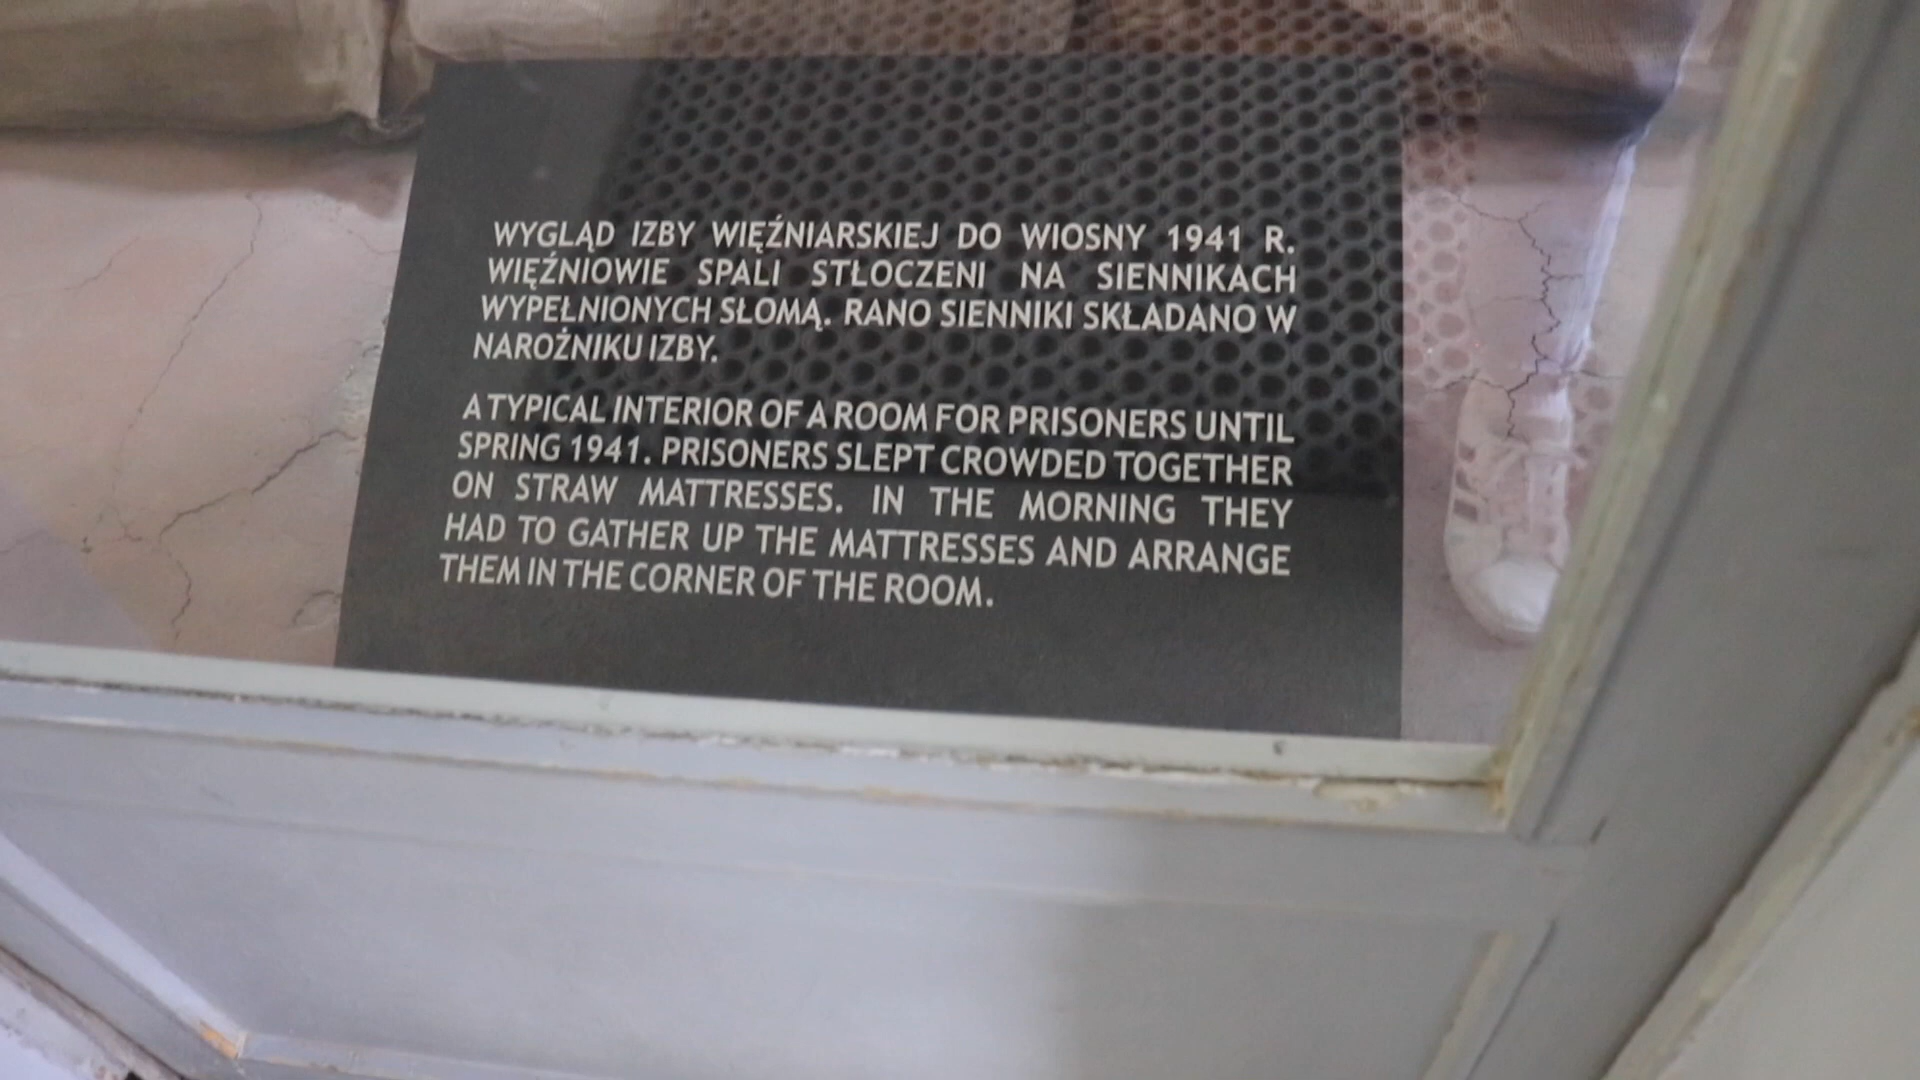 WYGLĄD IZBY WIĘŹNIARSKIEJ DO WIOSNY 1941 R.
WIĘŹNIOWIE SPALI STŁOCZENI NA SIENNIKACH
WYPEŁNIONYCH SŁOMĄ. RANO SIENNIKI SKŁADANO W
NAROŻNIKU IZBY.
A TYPICAL INTERIOR OF A ROOM FOR PRISONERS UNTIL
SPRING 1941. PRISONERS SLEPT CROWDED TOGETHER
ON STRAW MATTRESSES. IN THE MORNING THEY
HAD TO GATHER UP THE MATTRESSES AND ARRANGE
THEM IN THE CORNER OF THE ROOM.